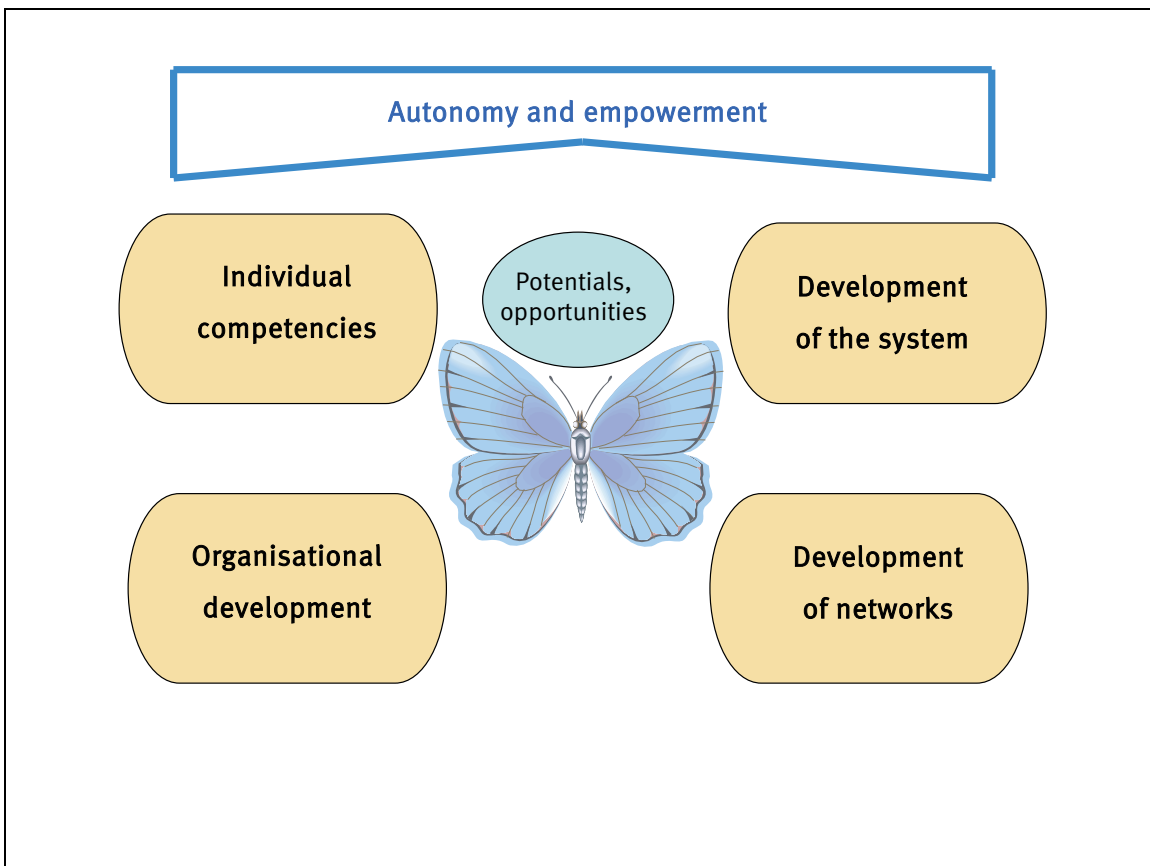 Autonomy and empowerment
Individual
competencies
Potentials,
opportunities
Development
of the system
Organisational
development
Development
of networks